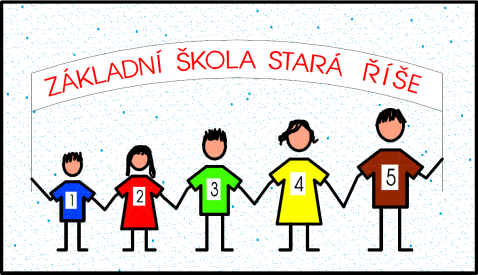 ZÁKLADNÍ ŠKOLA STARÁ ŘÍŠE
1 2 3 4 5